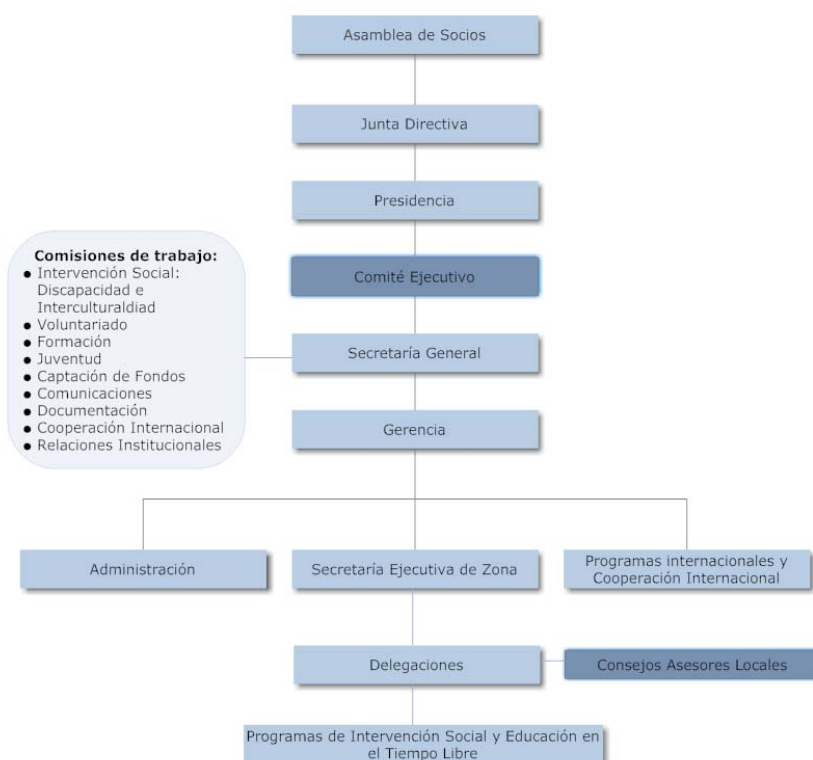 Asamblea de Socios
Junta Directiva
Presidencia
Comité Ejecutivo
Comisiones de trabajo:
● Intervención Social:
Discapacidad e
Interculturaldiad
● Voluntariado
● Formación
● Juventud
● Captación de Fondos
● Comunicaciones
● Documentación
● Cooperación Internacional
● Relaciones Institucionales
Secretaría General
Gerencia
Administración
Secretaría Ejecutiva de Zona
Programas internacionales y
Cooperación Internacional
Delegaciones
Consejos Asesores Locales
Programas de Intervención Social y Educación en
el Tiempo Libre